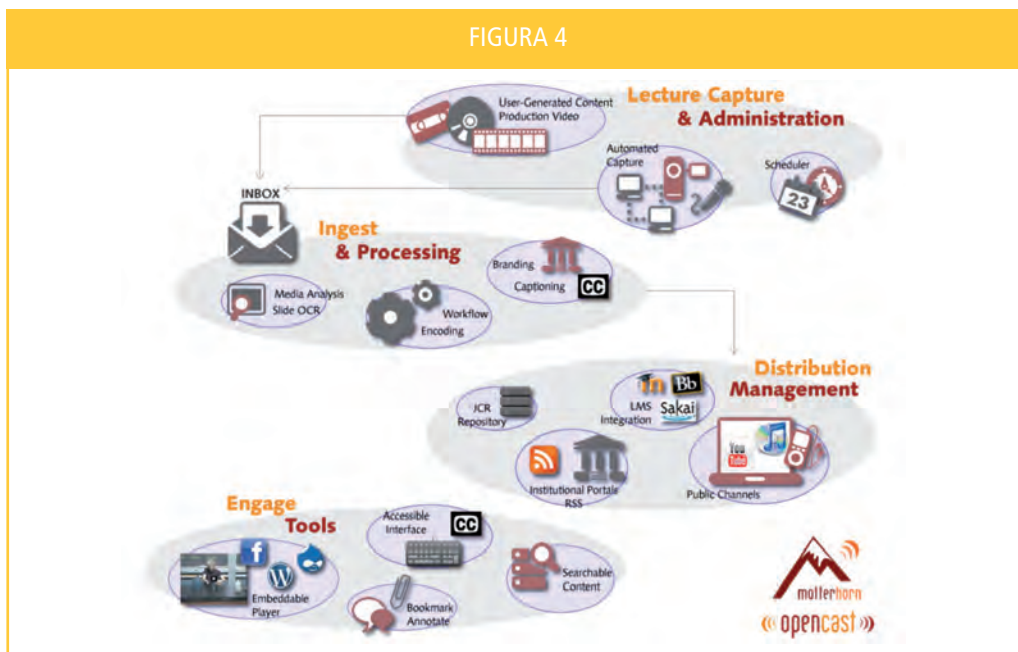 FIGURA 4
Lecture Capture
& Administration
User-Generated Content
Production Video
Automated
Capture
Scheduler
23
INBOX
Ingest
& Processing
Media Analysis
Slide OCR
Workflow
Encoding
Branding
Captioning
CC
Distribution
Management
JCR
Repository
Bb
LMS
Integration
Sakai
Institutional Portals
RSS
You
Tube
Public Channels
Engage
Tools
f
Embeddable
Player
Accessible
Interface
CC
Bookmark
Annotate
Searchable
Content
matterhorn
opencast